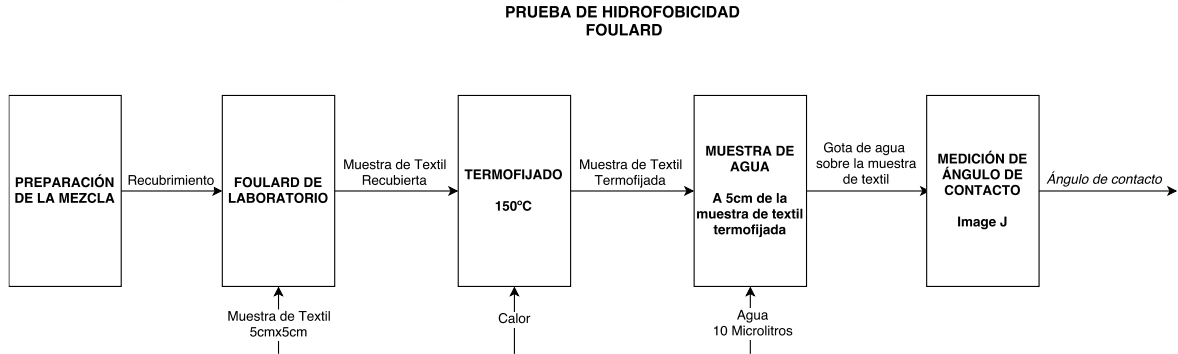 PRUEBA DE HIDROFOBICIDAD
FOULARD
PREPARACIÓN
DE LA MEZCLA
Recubrimiento
FOULARD DE
LABORATORIO
Muestra de Textil
5cmx5cm
Muestra de Textil
Recubierta
TERMOFIJADO
150ºC
Calor
Muestra de Textil
Termofijada
MUESTRA DE
AGUA
A 5cm de la
muestra de textil
termofijada
Agua
10 Microlitros
Gota de agua
sobre la muestra
de textil
MEDICIÓN DE
ÁNGULO DE
CONTACTO
Image J
Ángulo de contacto